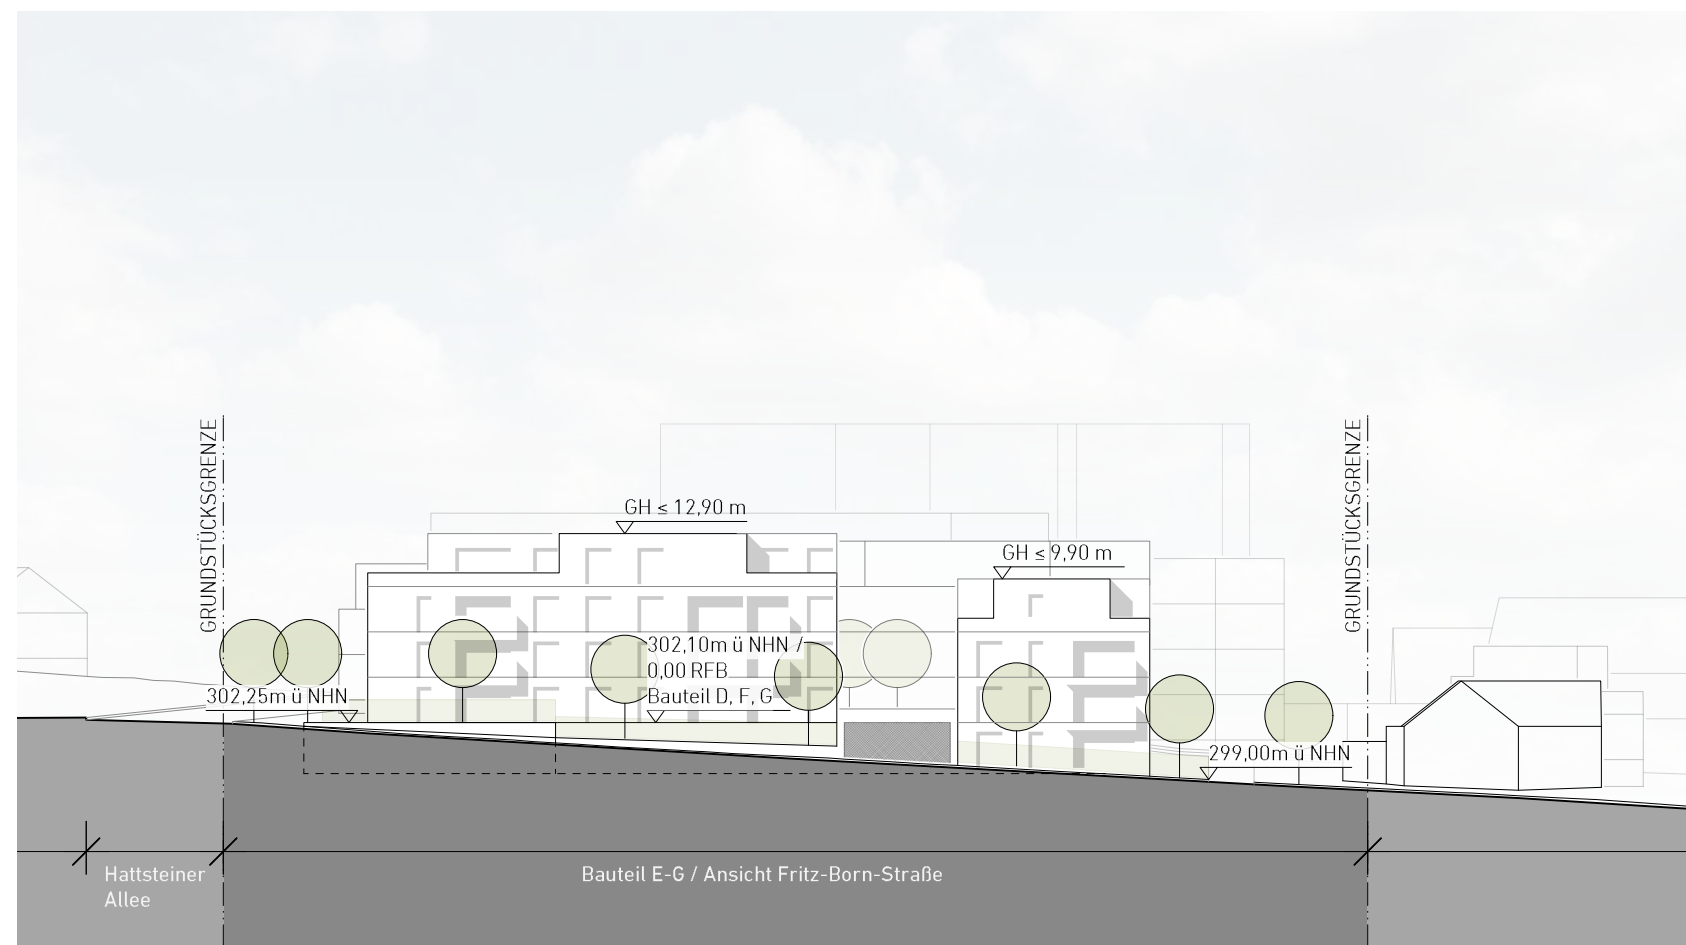 GRUNDSTÜCKSGRENZE
GRUNDSTÜCKSGRENZE
GH ≤ 12,90 m
GH ≤ 9,90 m
302,10m ü NHN /
0,00 RFB
Bauteil D, F, G
302,25m ü NHN
299,00m ü NHN
Hattsteiner
Allee
Bauteil E-G / Ansicht Fritz-Born-Straße